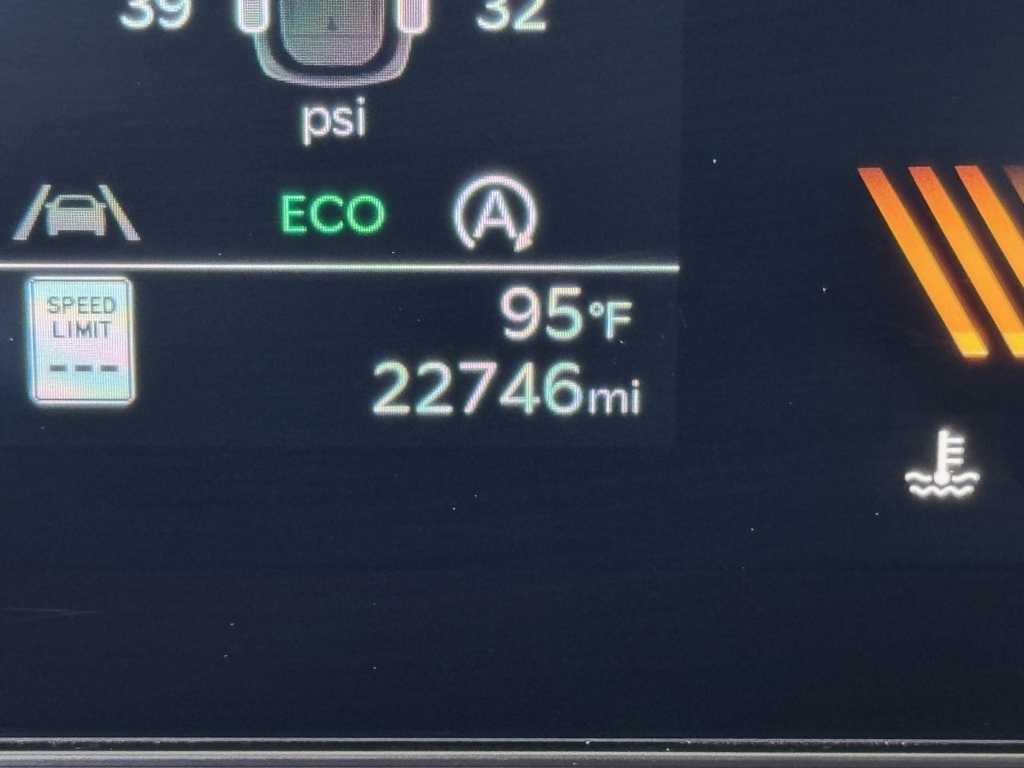 39 32
psi
ECO A
SPEED
LIMIT
---
95°F
22746mi